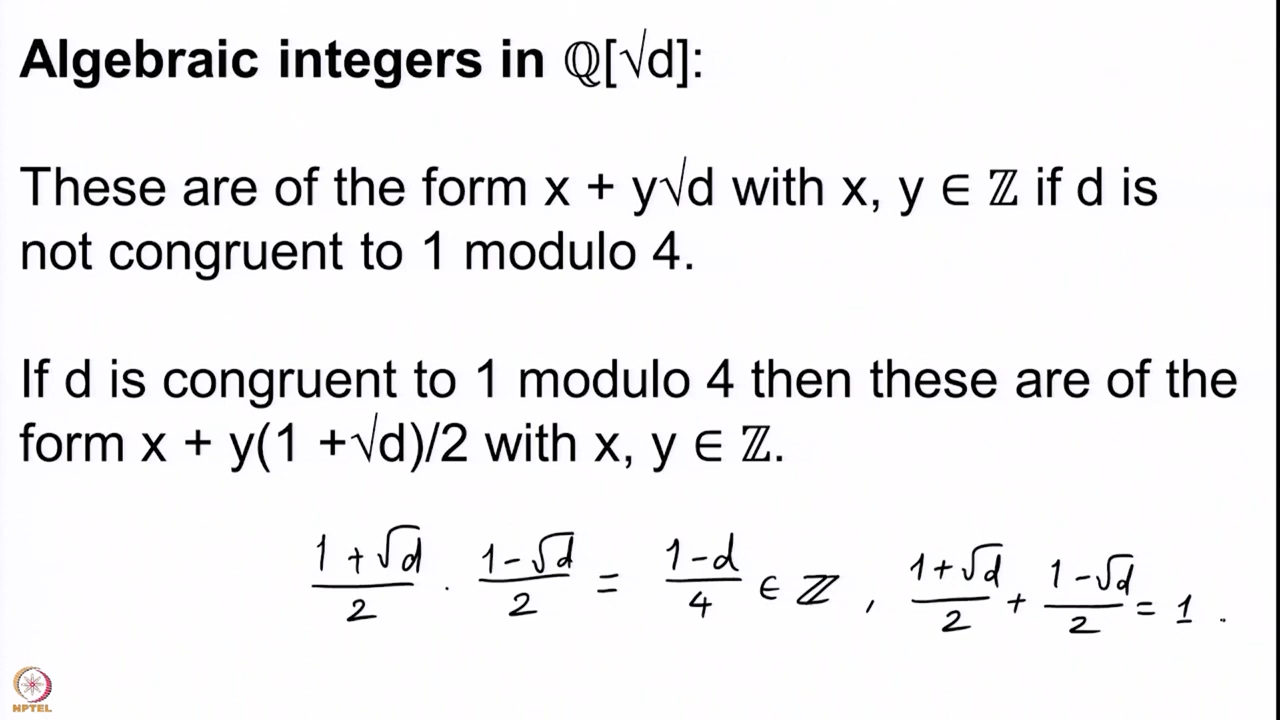 Algebraic integers in ℚ[√d]:
These are of the form x + y√d with x, y ∈ ℤ if d is
not congruent to 1 modulo 4.
If d is congruent to 1 modulo 4 then these are of the
form x + y(1 +√d)/2 with x, y ∈ ℤ.
(1 + √d)/2 · (1 - √d)/2 = (1 - d)/4 ∈ ℤ , (1 + √d)/2 + (1 - √d)/2 = 1 .
NPTEL